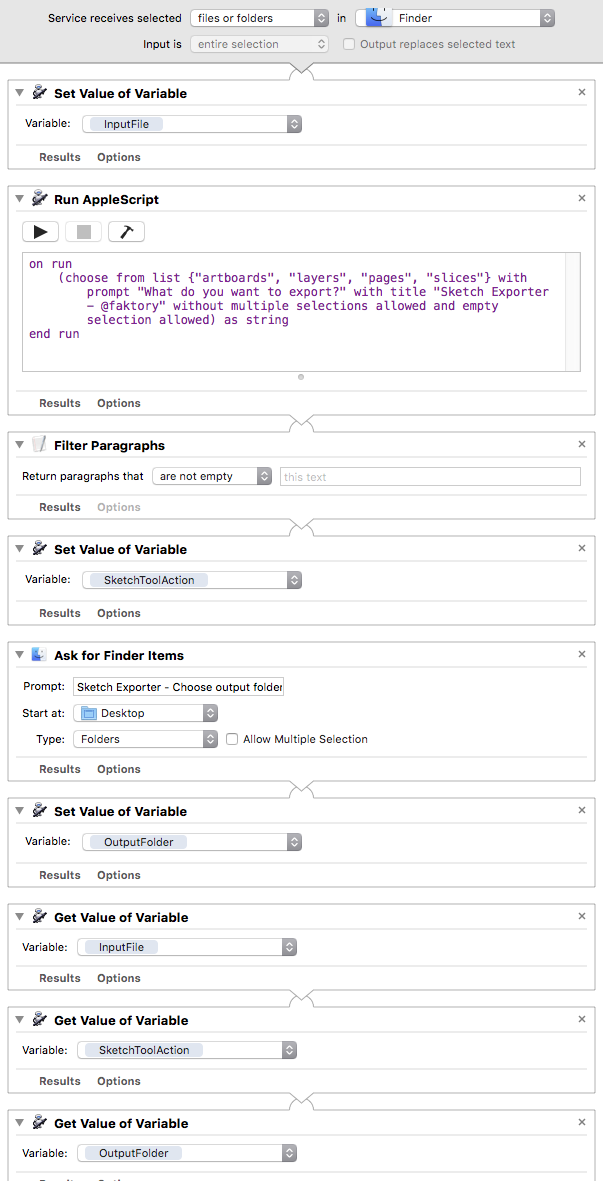 Service receives selected files or folders in Finder
Input is entire selection Output replaces selected text
Set Value of Variable
Variable: InputFile
Results Options
Run AppleScript
on run
(choose from list {"artboards", "layers", "pages", "slices"} with
prompt "What do you want to export?" with title "Sketch Exporter
- @faktory" without multiple selections allowed and empty
selection allowed) as string
end run
Results Options
Filter Paragraphs
Return paragraphs that are not empty this text
Results Options
Set Value of Variable
Variable: SketchToolAction
Results Options
Ask for Finder Items
Prompt: Sketch Exporter - Choose output folder
Start at: Desktop
Type: Folders Allow Multiple Selection
Results Options
Set Value of Variable
Variable: OutputFolder
Results Options
Get Value of Variable
Variable: InputFile
Results Options
Get Value of Variable
Variable: SketchToolAction
Results Options
Get Value of Variable
Variable: OutputFolder